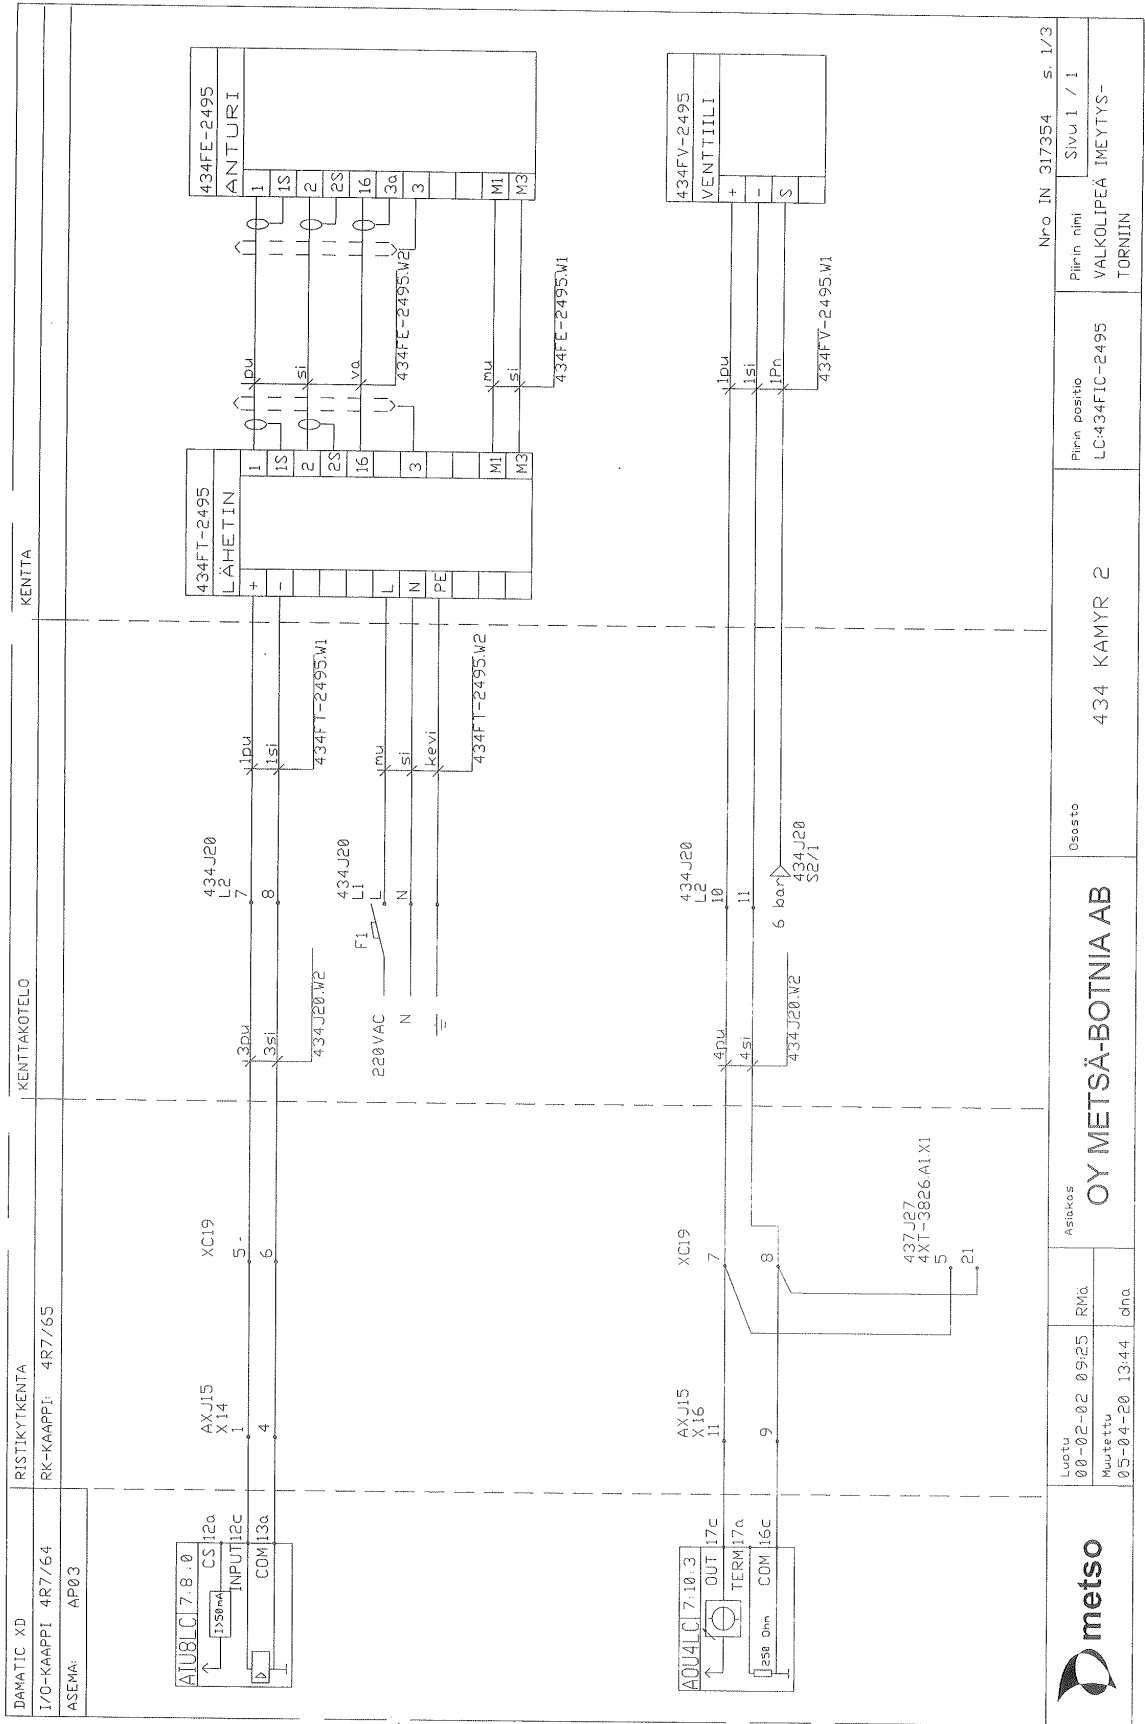 DAMATIC XD
I/O-KAAPPI 4R7/64
ASEMA: AP03
RISTIKYTKENTA
RK-KAAPPI: 4R7/65
KENTTAKOTELO
KENTTA
AIU8LC 7:8:0
CS 12a
I>50mA
INPUT 12c
COM 13a
AXJ15
X14
1
4
XC19
5
6
3pu
3si
434J20.W2
434J20
L2
7
8
1pu
1si
434FT-2495.W1
220VAC
F1
434J20
L1
L
N
N
mu
si
kevi
434FT-2495.W2
434FT-2495
LÄHETIN
+
-
L
N
PE
1
1S
2
2S
16
3
M1
M3
pu
si
va
434FE-2495.W2
mu
si
434FE-2495.W1
434FE-2495
ANTURI
1
1S
2
2S
16
3a
3
M1
M3
AOU4LC 7:10:3
OUT 17c
TERM 17a
COM 16c
250 Ohm
AXJ15
X16
11
9
XC19
7
8
437J27
4XT-3826.A1.X1
5
21
4pu
4si
434J20.W2
434J20
L2
10
11
6 bar
434J20
S2/1
1pu
1si
1Pn
434FV-2495.W1
434FV-2495
VENTTIILI
+
-
S
Nro IN 317354 s. 1/3
metso
Luotu
00-02-02 09:25 RMä
Muutettu
05-04-20 13:44 dna
Asiakas
OY METSÄ-BOTNIA AB
Osasto
434 KAMYR 2
Piirin positio
LC:434FIC-2495
Piirin nimi
Sivu 1 / 1
VALKOLIPEÄ IMEYTYS-
TORNIIN